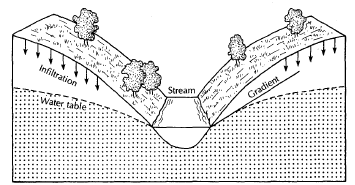 Stream
Infiltration
Gradient
Water table